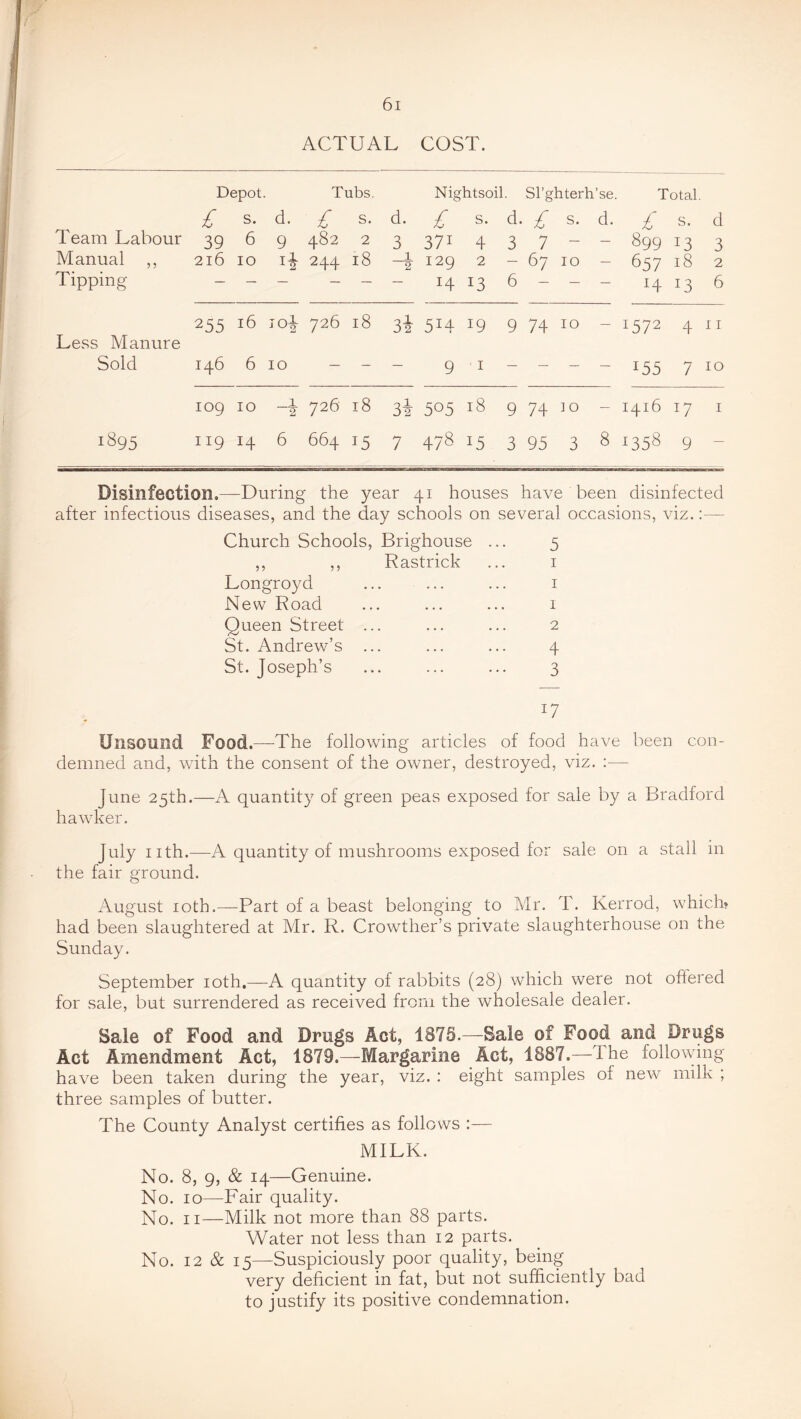 61
ACTUAL COST.
Depot. Tubs. Nightsoil. Sl’ghterh’se. Total.
£ s. d. £ s. d. £ s. d. £ s. d. £ s. d
Team Labour 39 6 9 482 2 3 371 4 3 7 – – 899 13 3
Manual ,, 216 10 1½ 244 18 –½ 129 2 – 67 10 – 657 18 2
Tipping – – – – – – 14 13 6 – – – 14 13 6
255 16 10½ 726 18 3½ 514 19 9 74 10 – 1572 4 11
Less Manure
Sold 146 6 10 – – – 9 1 – – – – 155 7 10
109 10 –½ 726 18 3½ 505 18 9 74 10 – 1416 17 1
1895 119 14 6 664 15 7 478 15 3 95 3 8 1358 9 –
Disinfection.—During the year 41 houses have been disinfected
after infectious diseases, and the day schools on several occasions, viz.:—
Church Schools, Brighouse ... 5
,, ,, Rastrick ... 1
Longroyd ... ... ... 1
New Road ... ... ... 1
Queen Street ... ... ... 2
St. Andrew’s ... ... ... 4
St. Joseph’s ... ... ... 3
17
Unsound Food.—The following articles of food have been con-
demned and, with the consent of the owner, destroyed, viz. :—
June 25th.—A quantity of green peas exposed for sale by a Bradford
hawker.
July 11th.—A quantity of mushrooms exposed for sale on a stall in
the fair ground.
August 10th.—Part of a beast belonging to Mr. T. Kerrod, which,
had been slaughtered at Mr. R. Crowther’s private slaughterhouse on the
Sunday.
September 10th.—A quantity of rabbits (28) which were not offered
for sale, but surrendered as received from the wholesale dealer.
Sale of Food and Drugs Act, 1875.—Sale of Food and Drugs
Act Amendment Act, 1879.—Margarine Act, 1887.—The following
have been taken during the year, viz. : eight samples of new milk ;
three samples of butter.
The County Analyst certifies as follows :—
MILK.
No. 8, 9, & 14—Genuine.
No. 10—Fair quality.
No. 11—Milk not more than 88 parts.
Water not less than 12 parts.
No. 12 & 15—Suspiciously poor quality, being
very deficient in fat, but not sufficiently bad
to justify its positive condemnation.